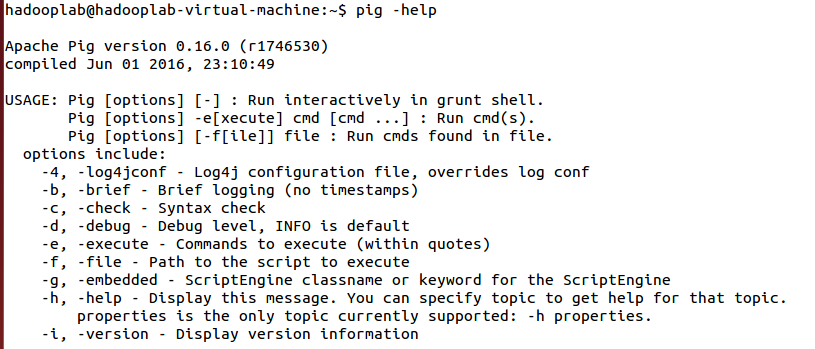 hadooplab@hadooplab-virtual-machine:~$ pig -help
Apache Pig version 0.16.0 (r1746530)
compiled Jun 01 2016, 23:10:49
USAGE: Pig [options] [-] : Run interactively in grunt shell.
Pig [options] -e[xecute] cmd [cmd ...] : Run cmd(s).
Pig [options] [-f[ile]] file : Run cmds found in file.
options include:
-4, -log4jconf - Log4j configuration file, overrides log conf
-b, -brief - Brief logging (no timestamps)
-c, -check - Syntax check
-d, -debug - Debug level, INFO is default
-e, -execute - Commands to execute (within quotes)
-f, -file - Path to the script to execute
-g, -embedded - ScriptEngine classname or keyword for the ScriptEngine
-h, -help - Display this message. You can specify topic to get help for that topic.
properties is the only topic currently supported: -h properties.
-i, -version - Display version information